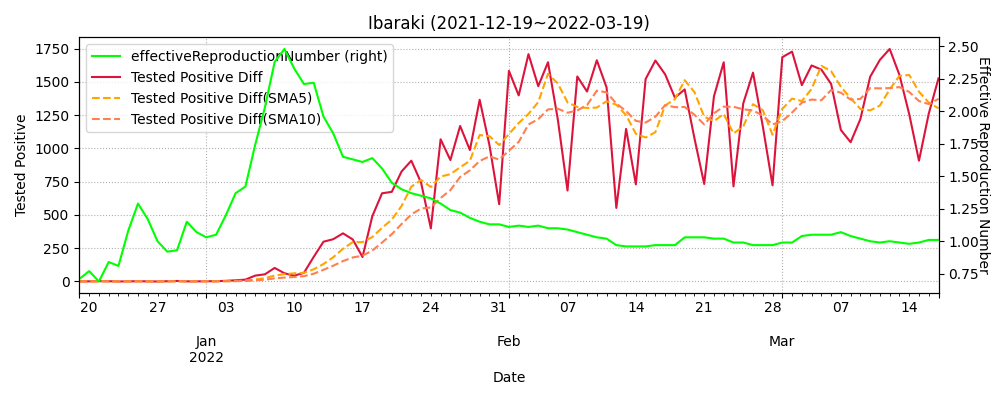 Ibaraki (2021-12-19~2022-03-19)
effectiveReproductionNumber (right)
Tested Positive Diff
Tested Positive Diff(SMA5)
Tested Positive Diff(SMA10)
Tested Positive
1750
1500
1250
1000
750
500
250
0
2.50
2.25
2.00
1.75
1.50
1.25
1.00
0.75
Effective Reproduction Number
20 27 03 10 17 24 31 07 14 21 28 07 14
Jan Feb Mar
2022
Date